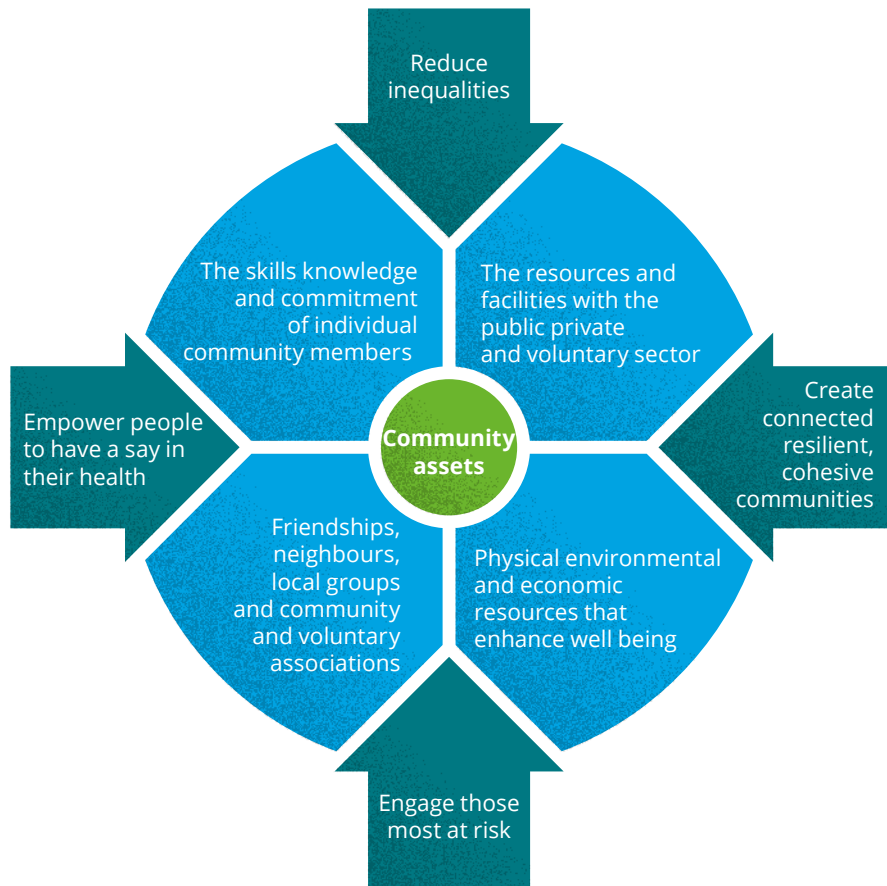 Reduce
inequalities
The skills knowledge
and commitment
of individual
community members
The resources and
facilities with the
public private
and voluntary sector
Empower people
to have a say in
their health
Community
assets
Create
connected
resilient,
cohesive
communities
Friendships,
neighbours,
local groups
and community
and voluntary
associations
Physical environmental
and economic
resources that
enhance well being
Engage those
most at risk